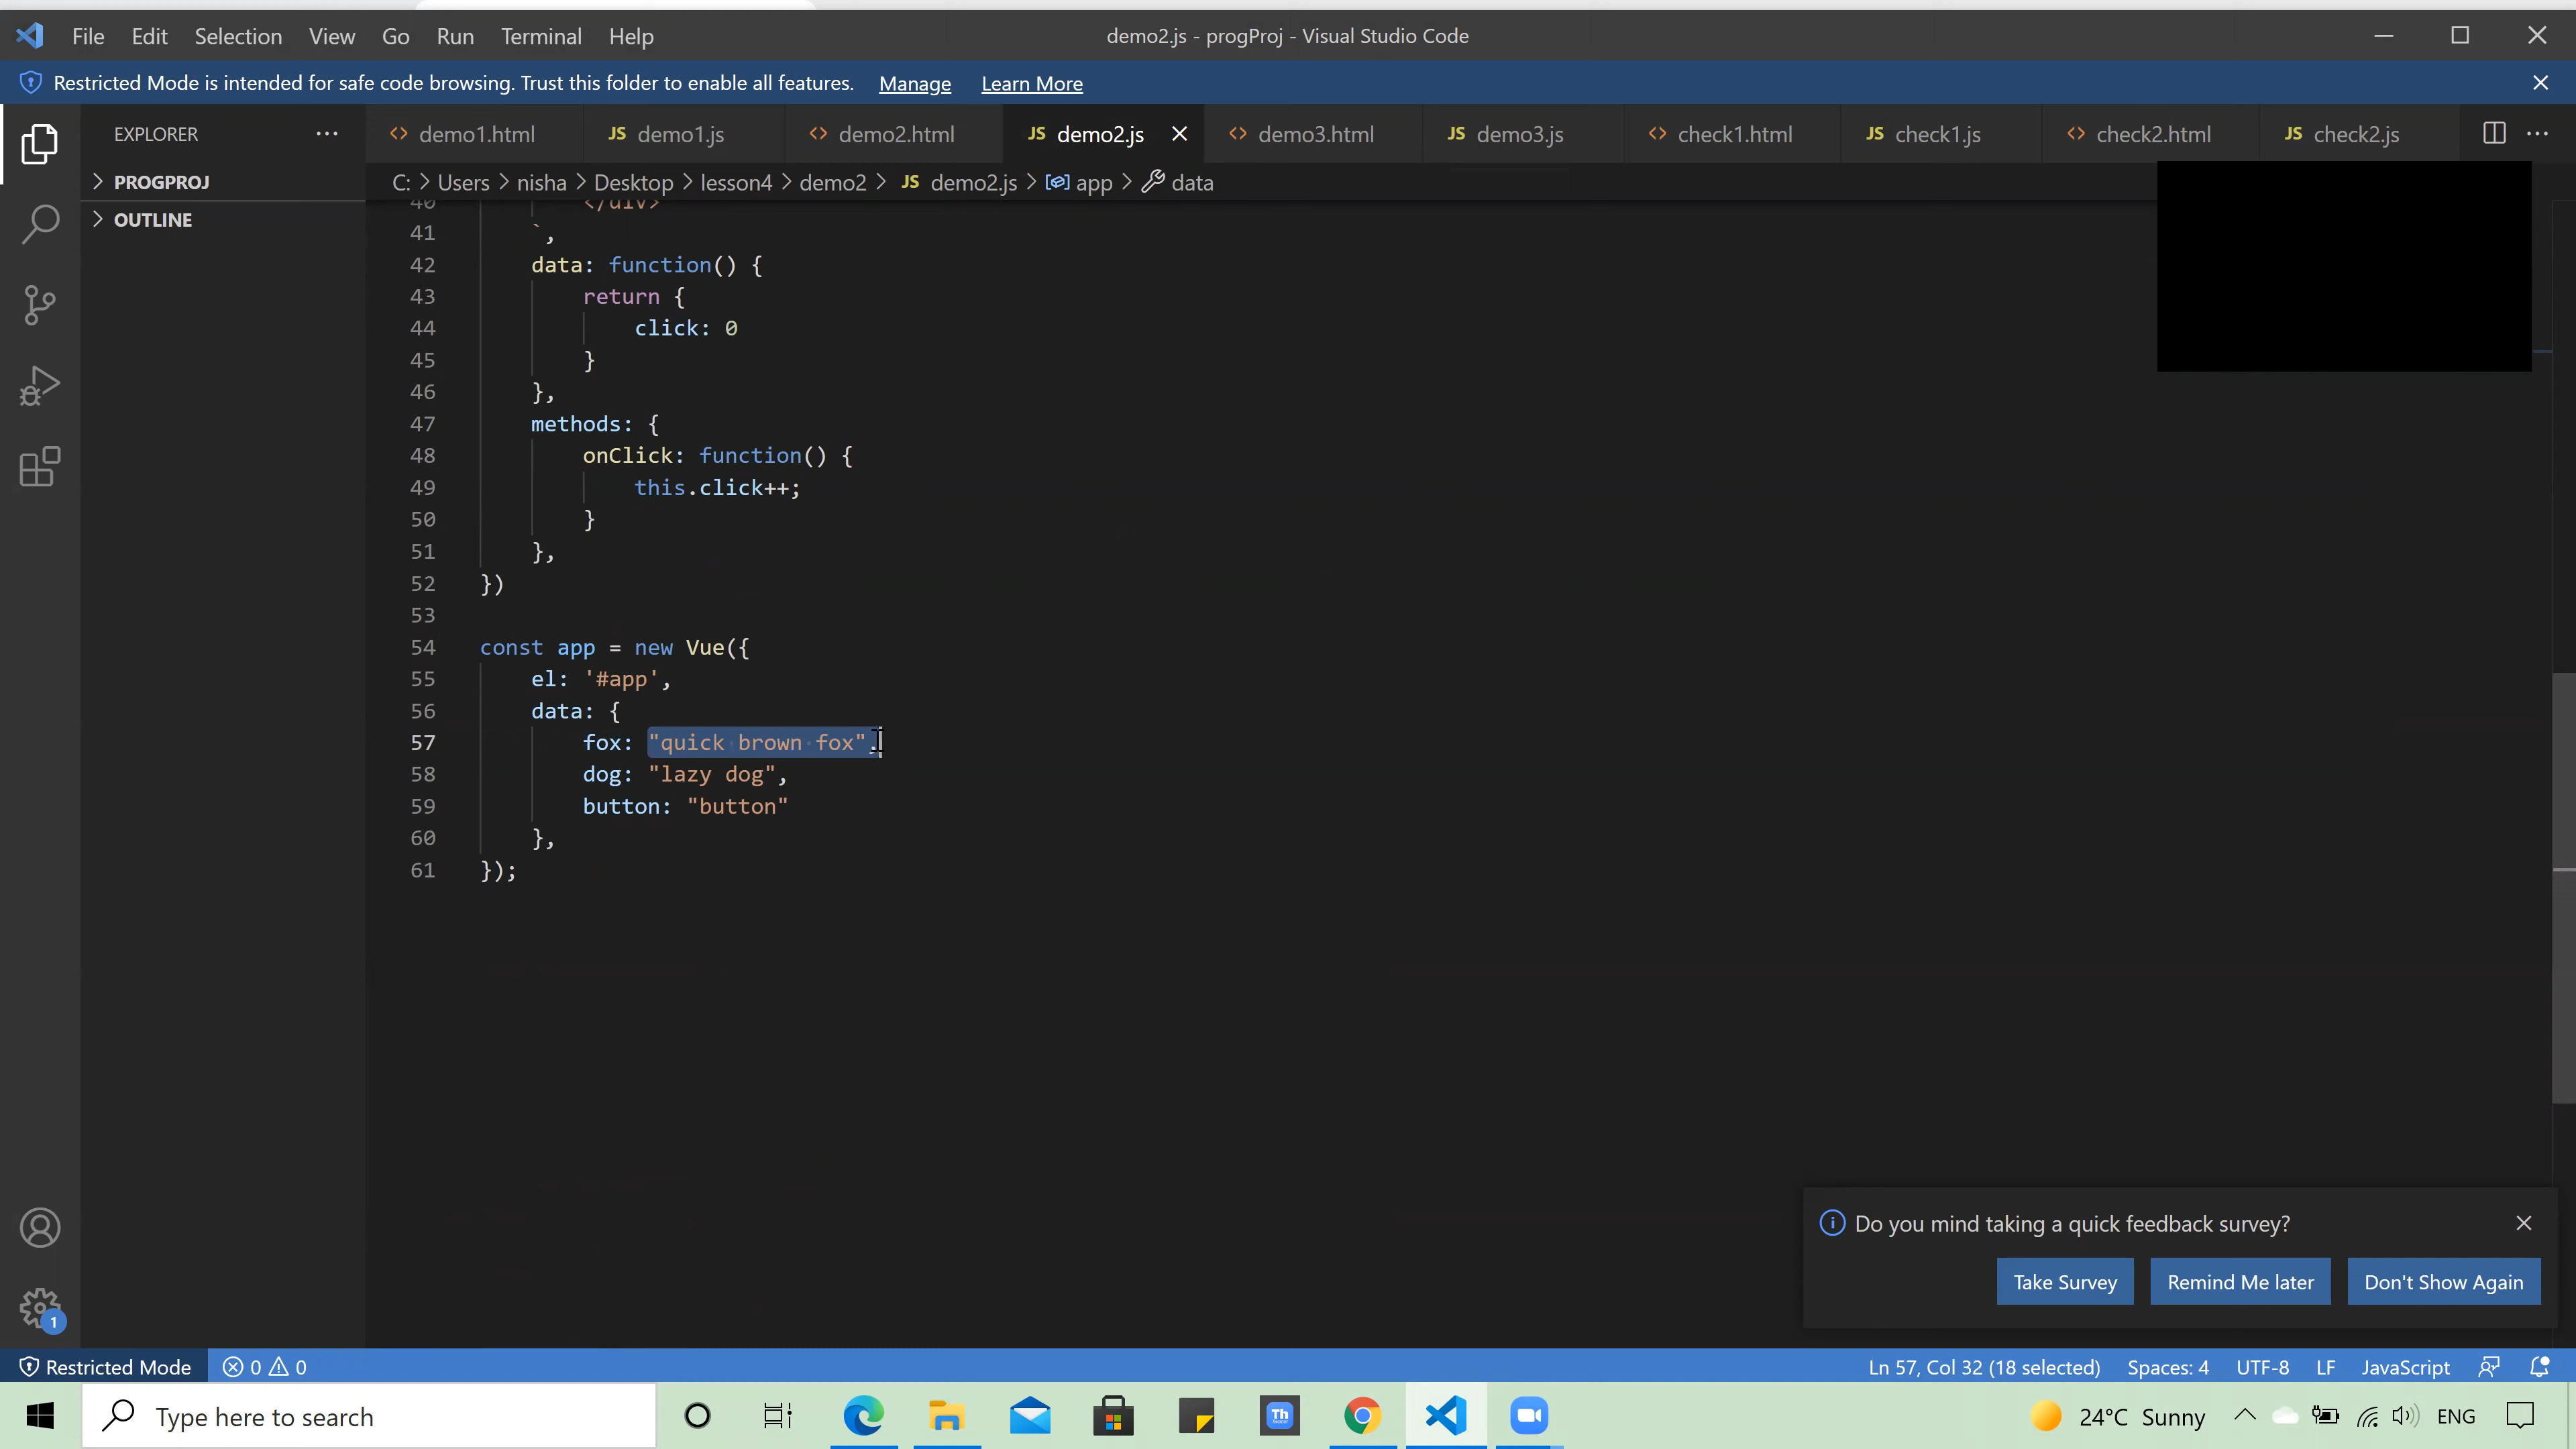 File Edit Selection View Go Run Terminal Help demo2.js - progProj - Visual Studio Code
Restricted Mode is intended for safe code browsing. Trust this folder to enable all features. Manage Learn More
EXPLORER
PROGPROJ
OUTLINE
demo1.html JS demo1.js demo2.html JS demo2.js demo3.html JS demo3.js check1.html JS check1.js check2.html JS check2.js
C: > Users > nisha > Desktop > lesson4 > demo2 > JS demo2.js > app > data
40 </div>
41 `,
42 data: function() {
43 return {
44 click: 0
45 }
46 },
47 methods: {
48 onClick: function() {
49 this.click++;
50 }
51 },
52 })
53
54 const app = new Vue({
55 el: '#app',
56 data: {
57 fox: "quick brown fox",
58 dog: "lazy dog",
59 button: "button"
60 },
61 });
Do you mind taking a quick feedback survey?
Take Survey Remind Me later Don't Show Again
1
Restricted Mode 0 0 Ln 57, Col 32 (18 selected) Spaces: 4 UTF-8 LF JavaScript
Type here to search Th 24°C Sunny ENG